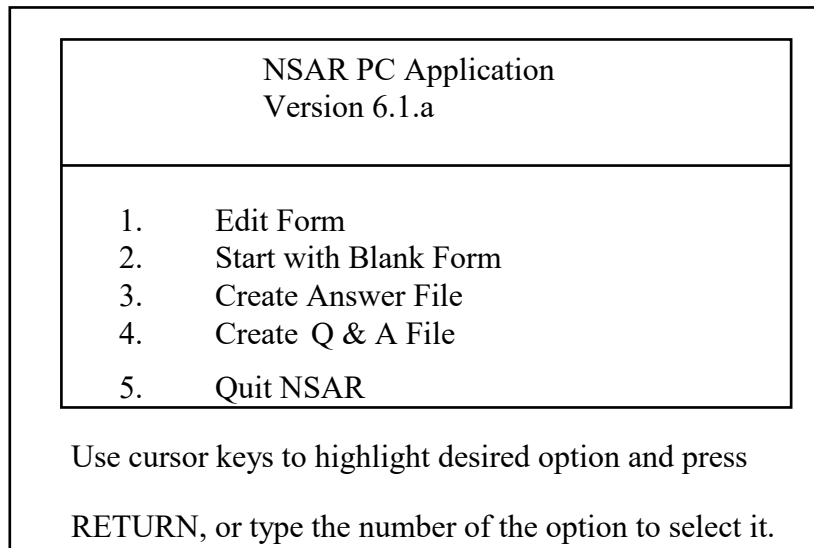 NSAR PC Application
Version 6.1.a
1. Edit Form
2. Start with Blank Form
3. Create Answer File
4. Create Q & A File
5. Quit NSAR
Use cursor keys to highlight desired option and press
RETURN, or type the number of the option to select it.